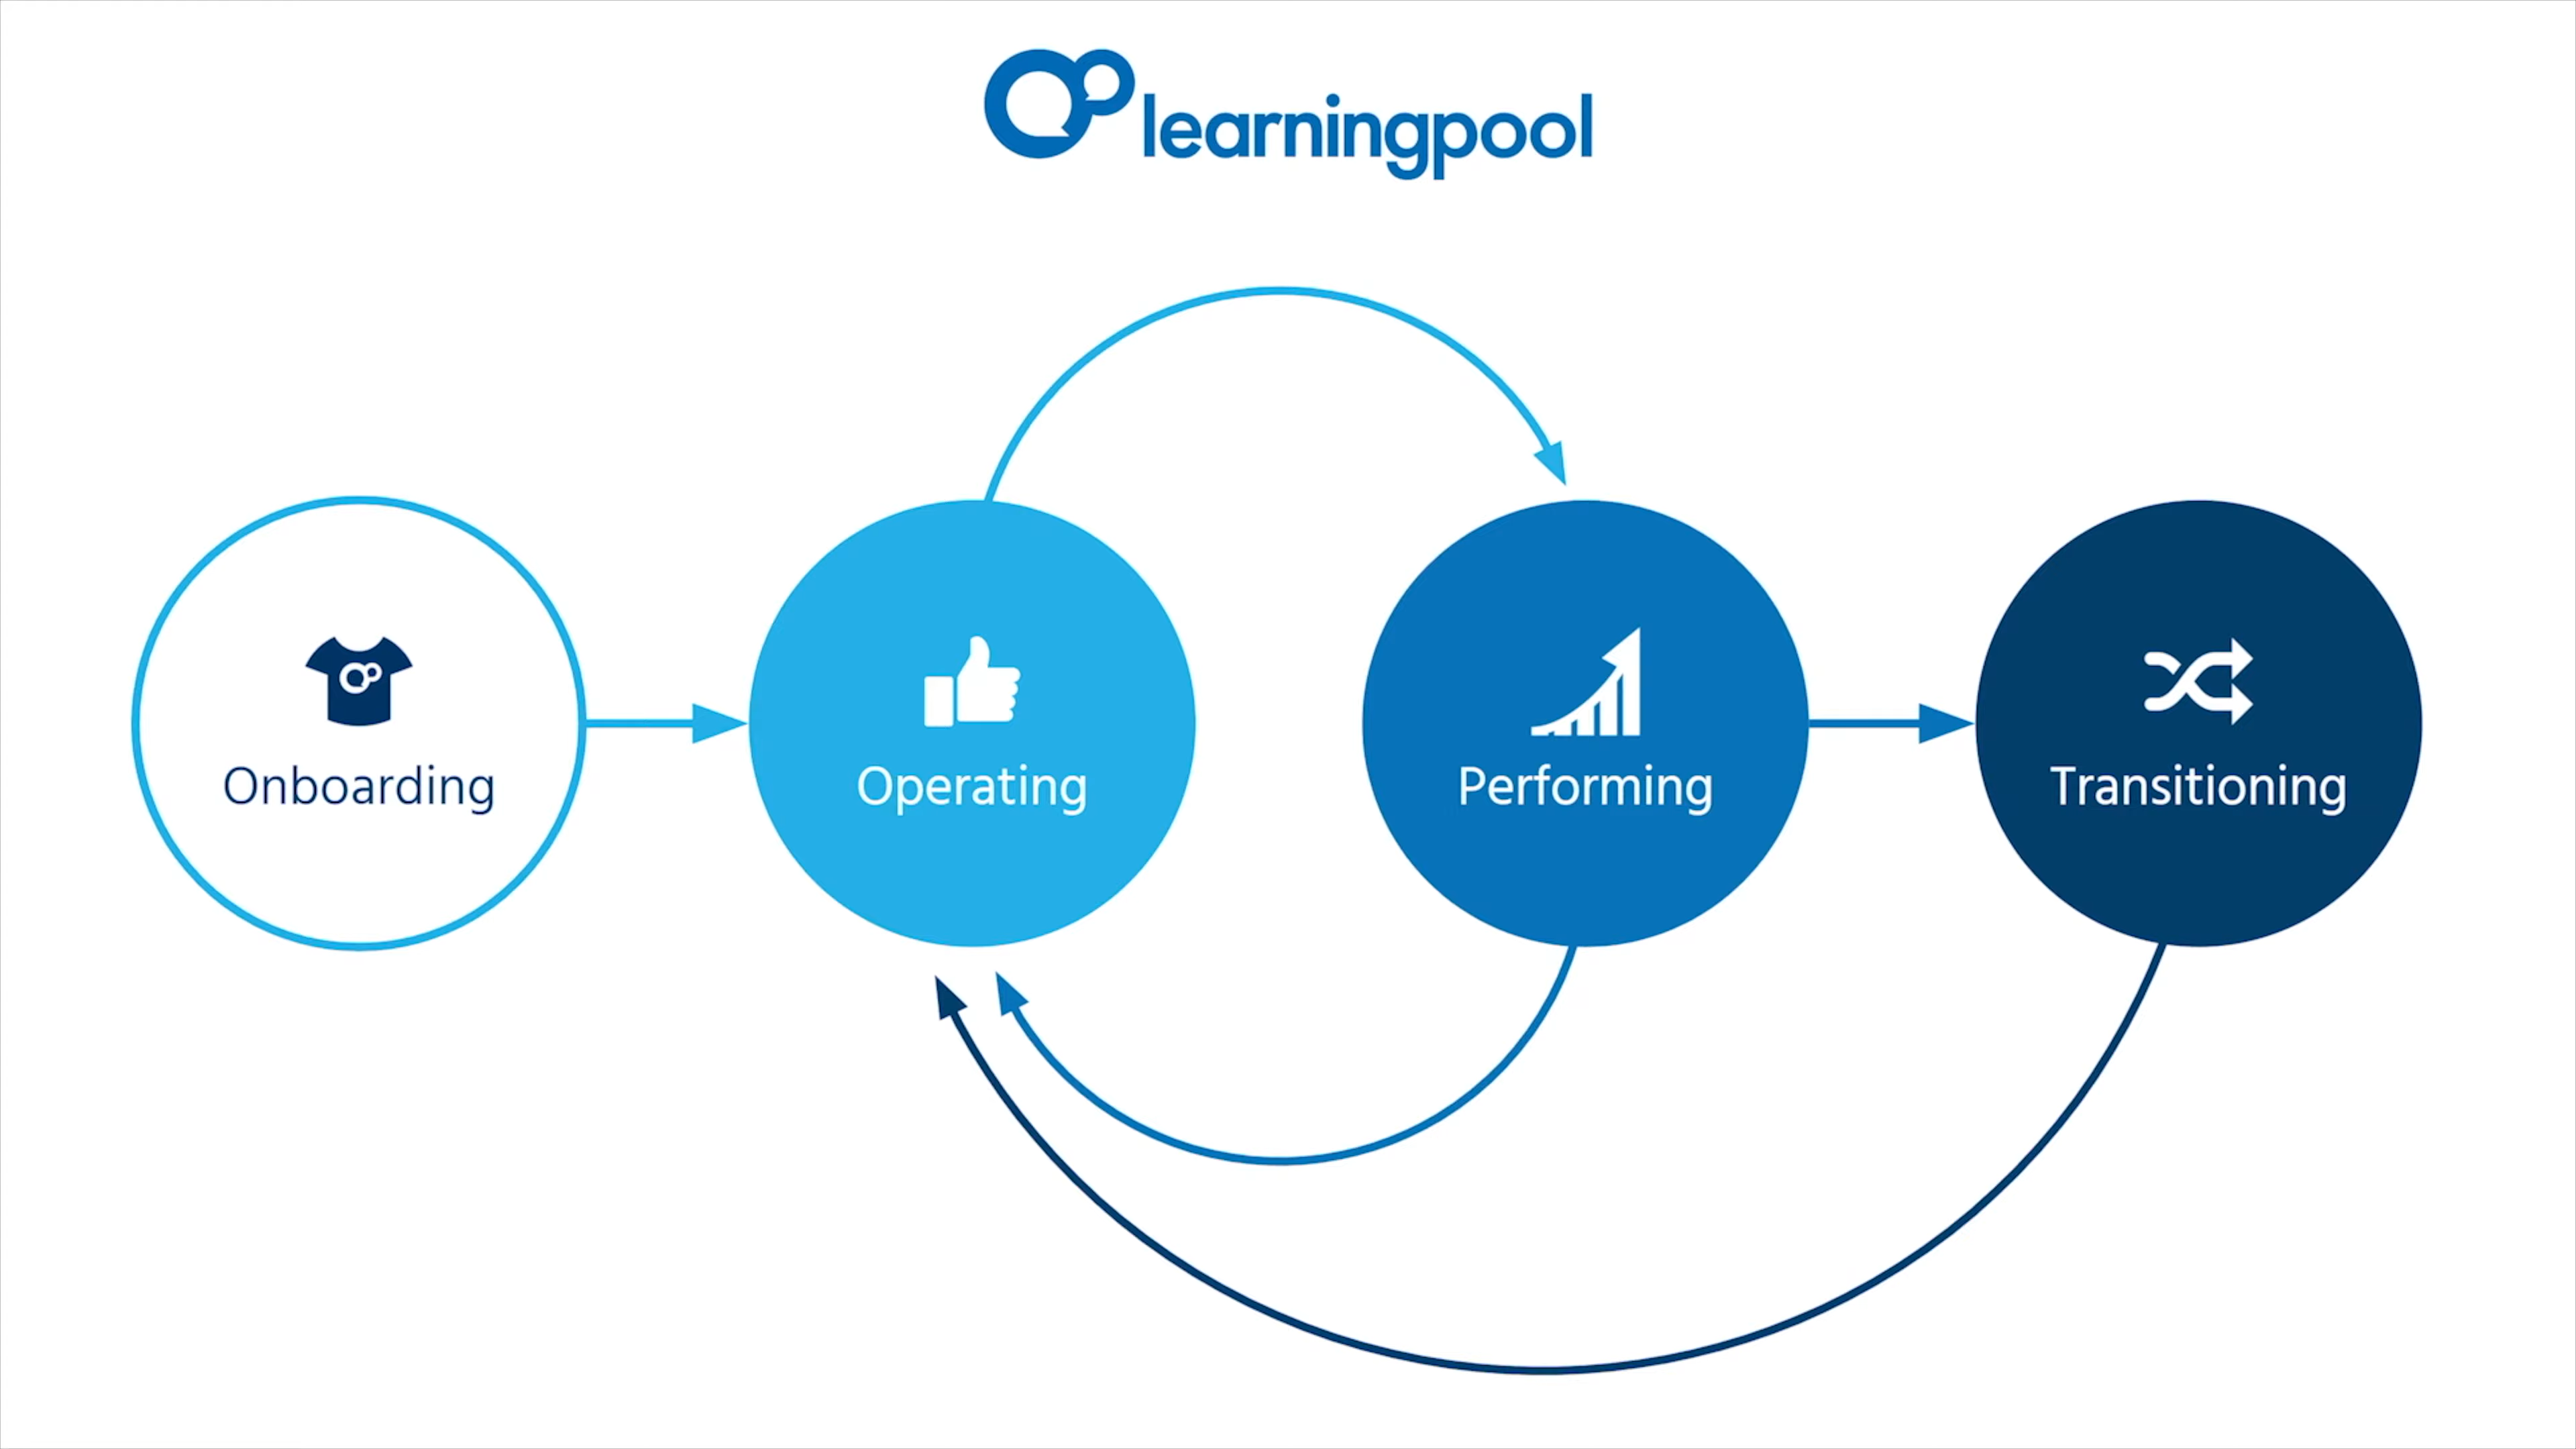 learningpool
Onboarding
Operating
Performing
Transitioning